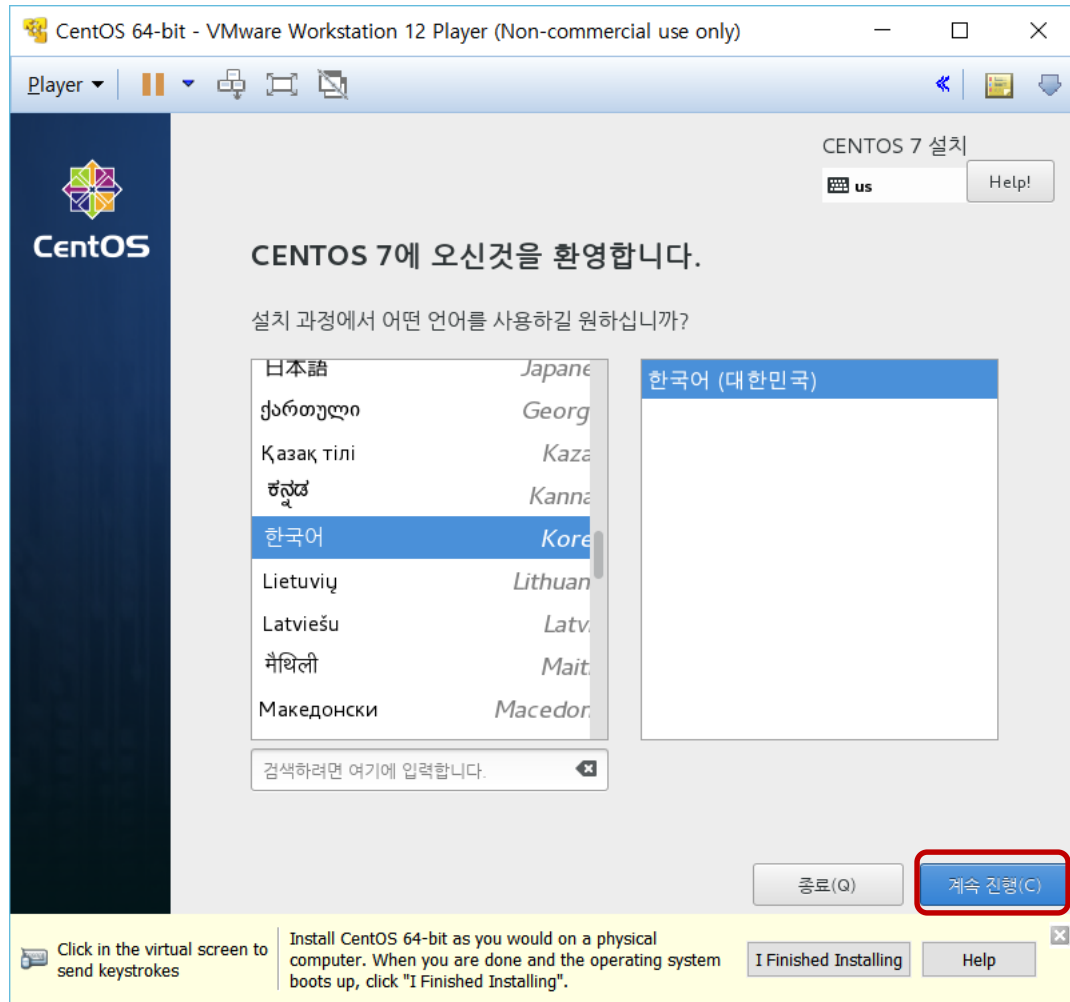 CentOS 64-bit - VMware Workstation 12 Player (Non-commercial use only)
Player
CENTOS 7 설치
us
Help!
CentOS
CENTOS 7에 오신것을 환영합니다.
설치 과정에서 어떤 언어를 사용하길 원하십니까?
日本語 Japane
한국어 (대한민국)
ქართული Georg
Қазақ тілі Kaza
ಕನ್ನಡ Kanna
한국어 Kore
Lietuvių Lithuan
Latviešu Latv
मैथिली Mait
Македонски Macedon
검색하려면 여기에 입력합니다.
종료(Q)
계속 진행(C)
Click in the virtual screen to
send keystrokes
Install CentOS 64-bit as you would on a physical
computer. When you are done and the operating system
boots up, click "I Finished Installing".
I Finished Installing
Help